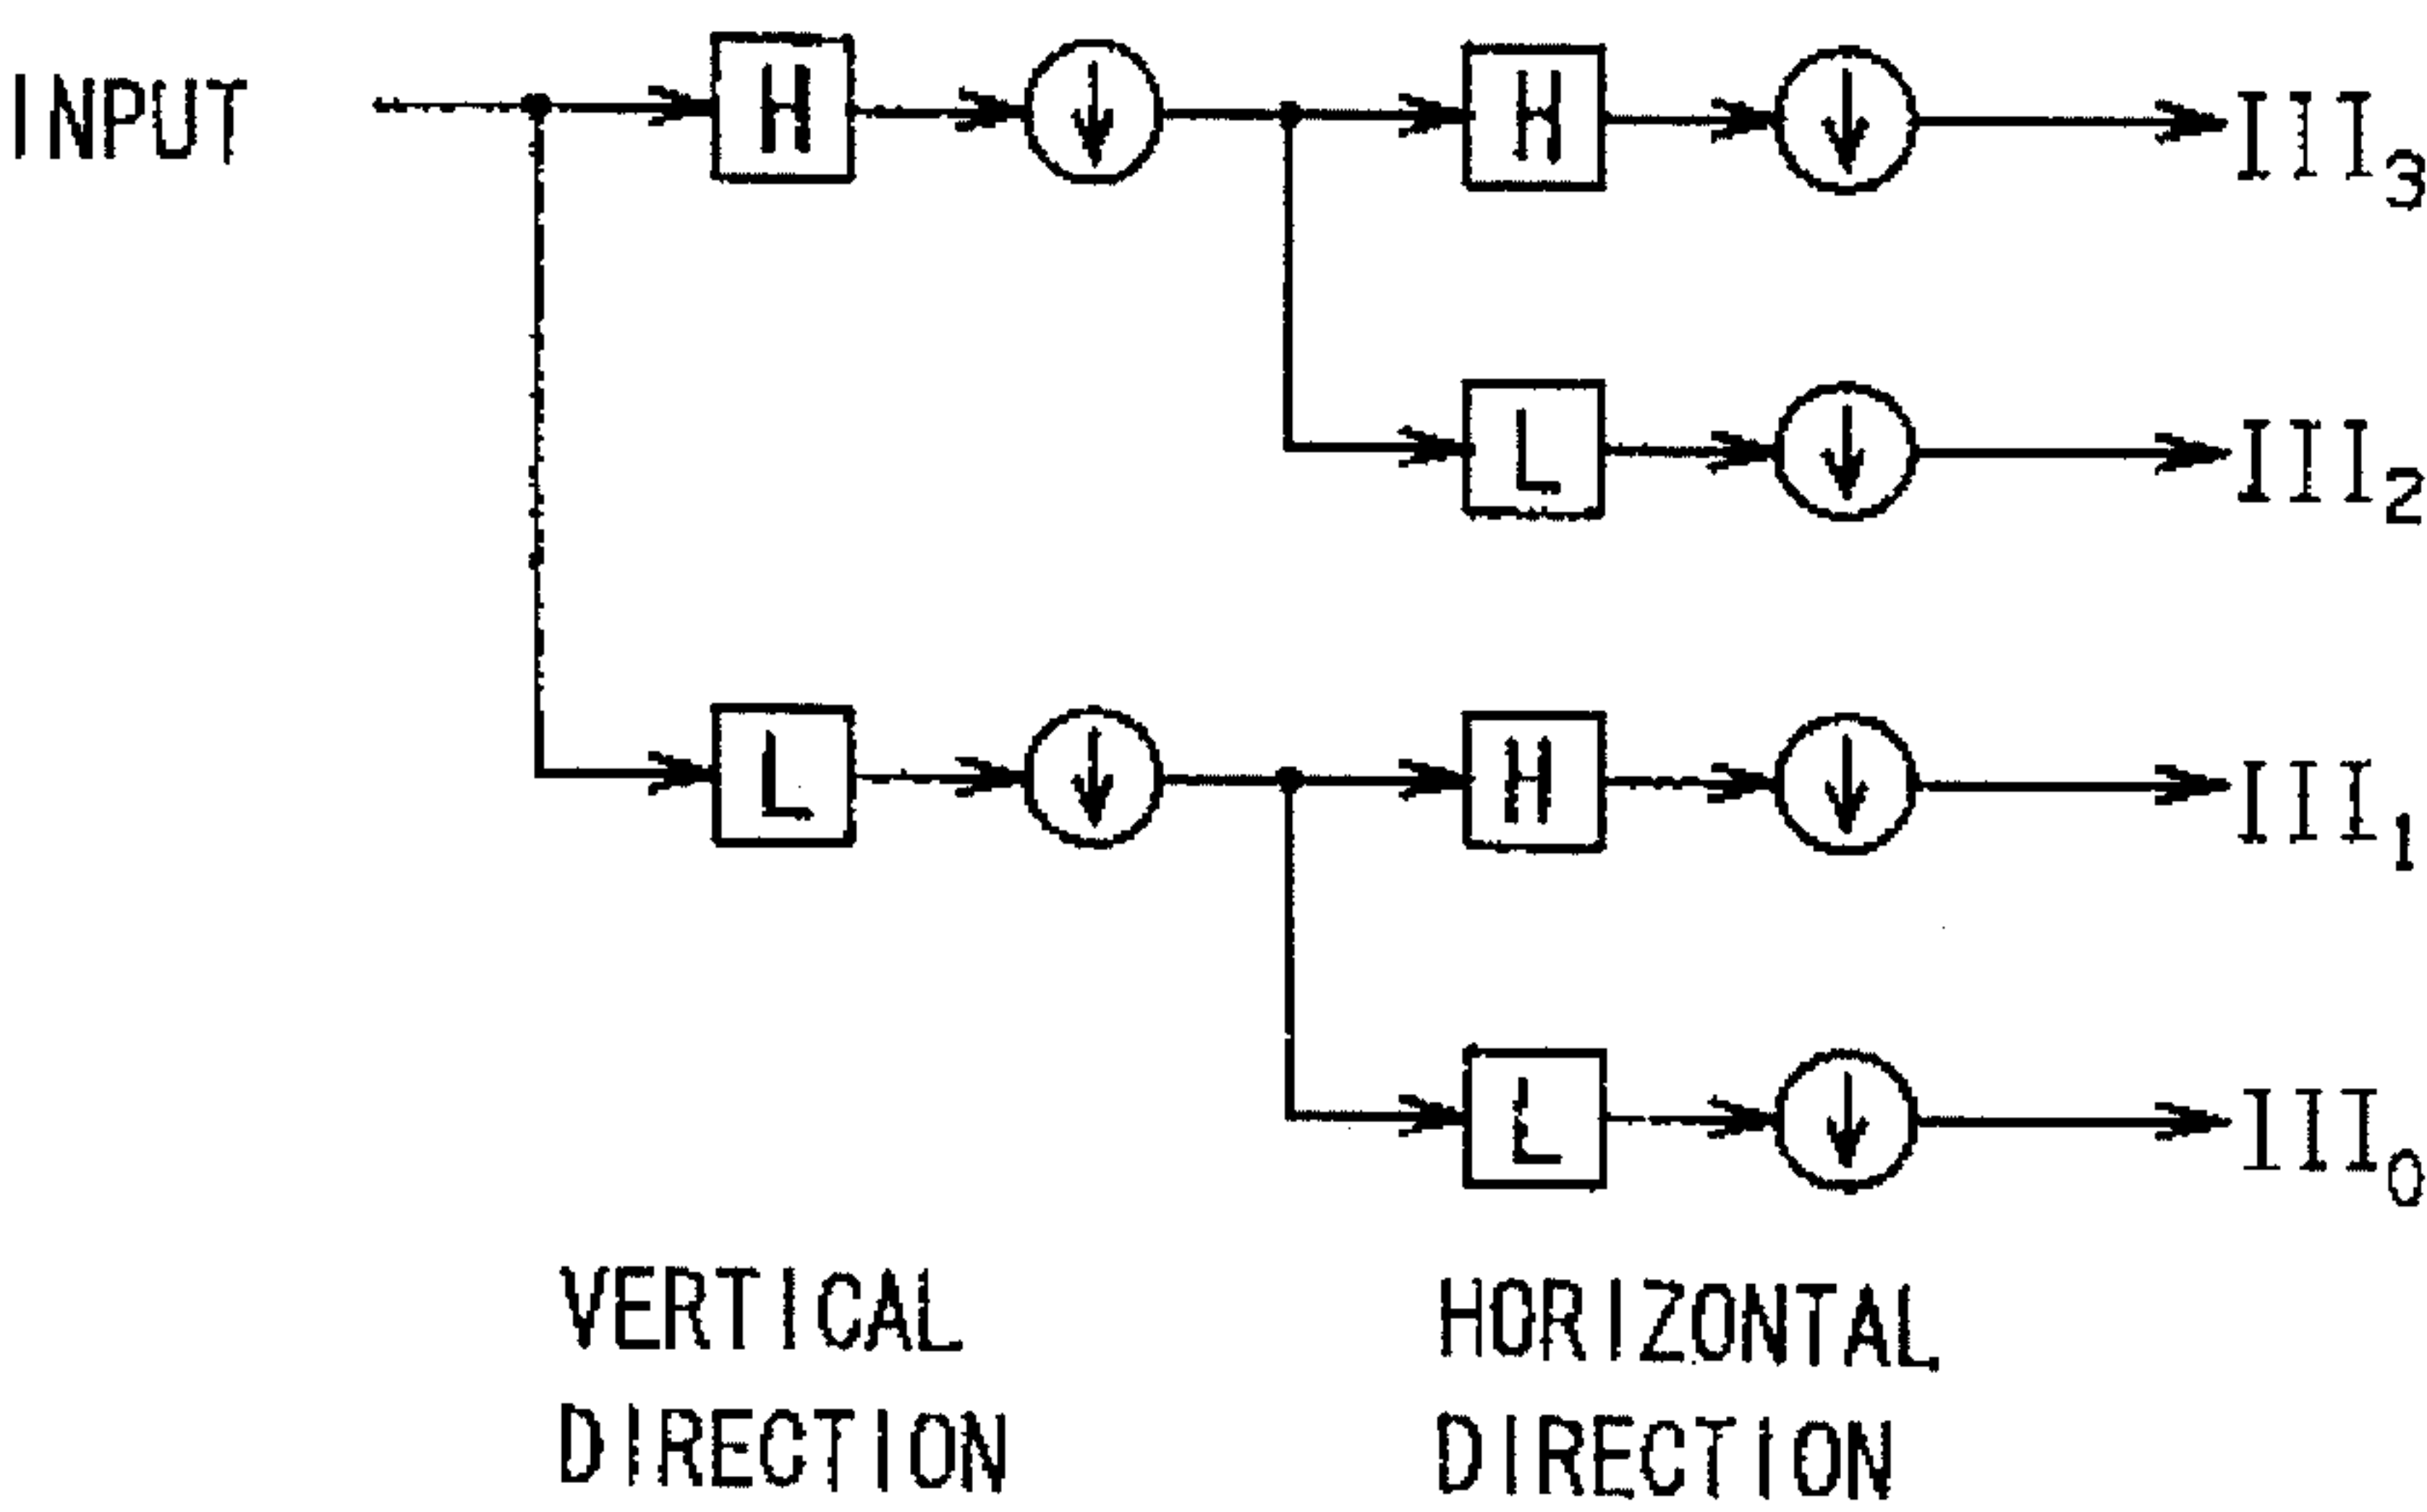 INPUT
H
H
III3
L
III2
L
H
III1
L
III0
VERTICAL
DIRECTION
HORIZONTAL
DIRECTION